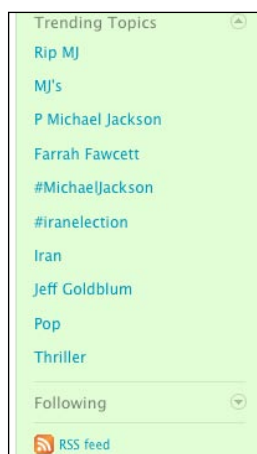 Trending Topics
Rip MJ
MJ's
P Michael Jackson
Farrah Fawcett
#MichaelJackson
#iranelection
Iran
Jeff Goldblum
Pop
Thriller
Following
RSS feed